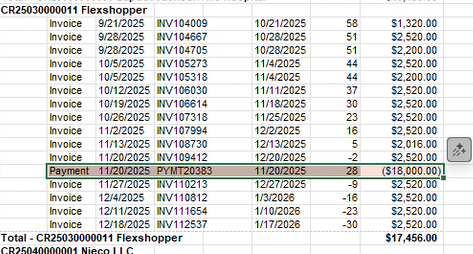 CR25030000011 Flexshopper
Invoice 9/21/2025 INV104009 10/21/2025 58 $1,320.00
Invoice 9/28/2025 INV104667 10/28/2025 51 $2,520.00
Invoice 9/28/2025 INV104705 10/28/2025 51 $2,200.00
Invoice 10/5/2025 INV105273 11/4/2025 44 $2,520.00
Invoice 10/5/2025 INV105318 11/4/2025 44 $2,200.00
Invoice 10/12/2025 INV106030 11/11/2025 37 $2,520.00
Invoice 10/19/2025 INV106614 11/18/2025 30 $2,520.00
Invoice 10/26/2025 INV107318 11/25/2025 23 $2,520.00
Invoice 11/2/2025 INV107994 12/2/2025 16 $2,520.00
Invoice 11/13/2025 INV108730 12/13/2025 5 $2,016.00
Invoice 11/20/2025 INV109412 12/20/2025 -2 $2,520.00
Payment 11/20/2025 PYMT20383 11/20/2025 28 ($18,000.00)
Invoice 11/27/2025 INV110213 12/27/2025 -9 $2,520.00
Invoice 12/4/2025 INV110812 1/3/2026 -16 $2,520.00
Invoice 12/11/2025 INV111654 1/10/2026 -23 $2,520.00
Invoice 12/18/2025 INV112537 1/17/2026 -30 $2,520.00
Total - CR25030000011 Flexshopper $17,456.00
CR25040000011 Nieco LLC